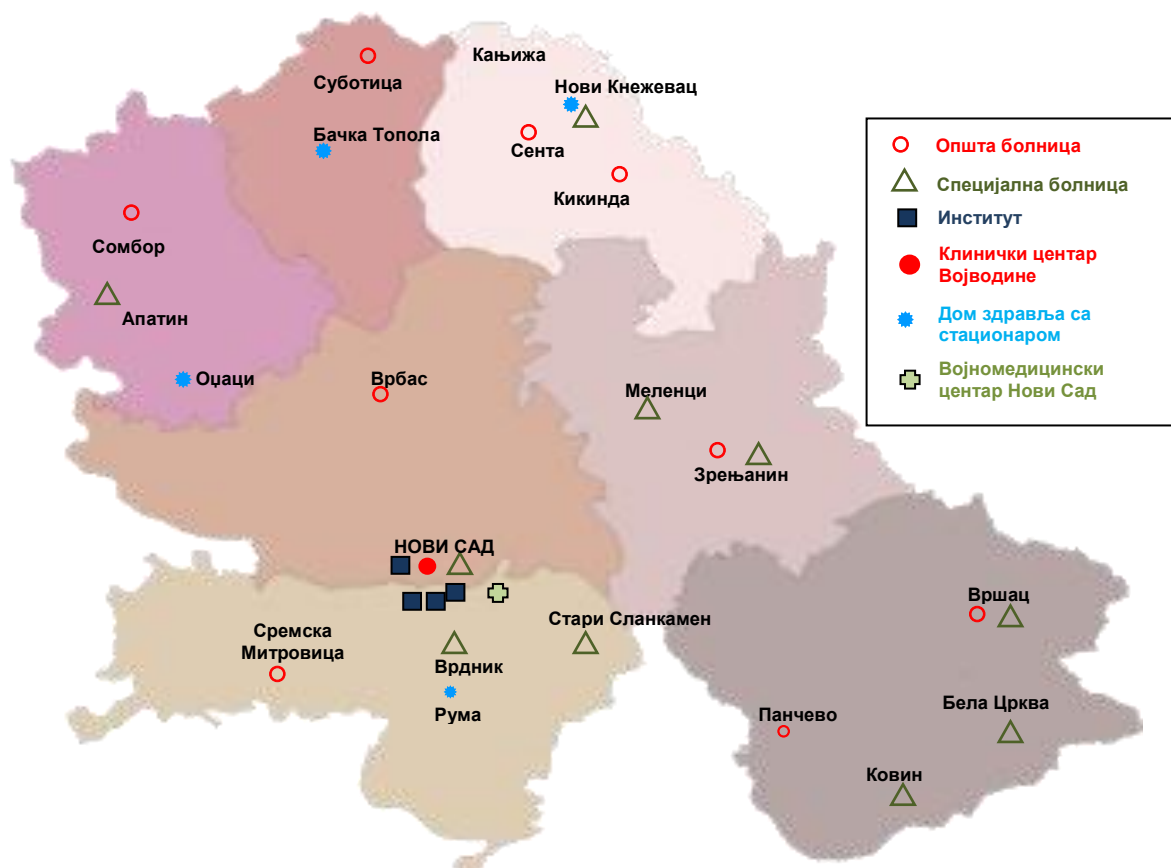 Кањижа
Суботица
Нови Кнежевац
Бачка Топола
Сента
Кикинда
Сомбор
Апатин
Оџаци
Врбас
Меленци
Зрењанин
НОВИ САД
Стари Сланкамен
Сремска
Митровица
Врдник
Рума
Вршац
Бела Црква
Панчево
Ковин
Општа болница
Специјална болница
Институт
Клинички центар
Војводине
Дом здравља са
стационаром
Војномедицински
центар Нови Сад